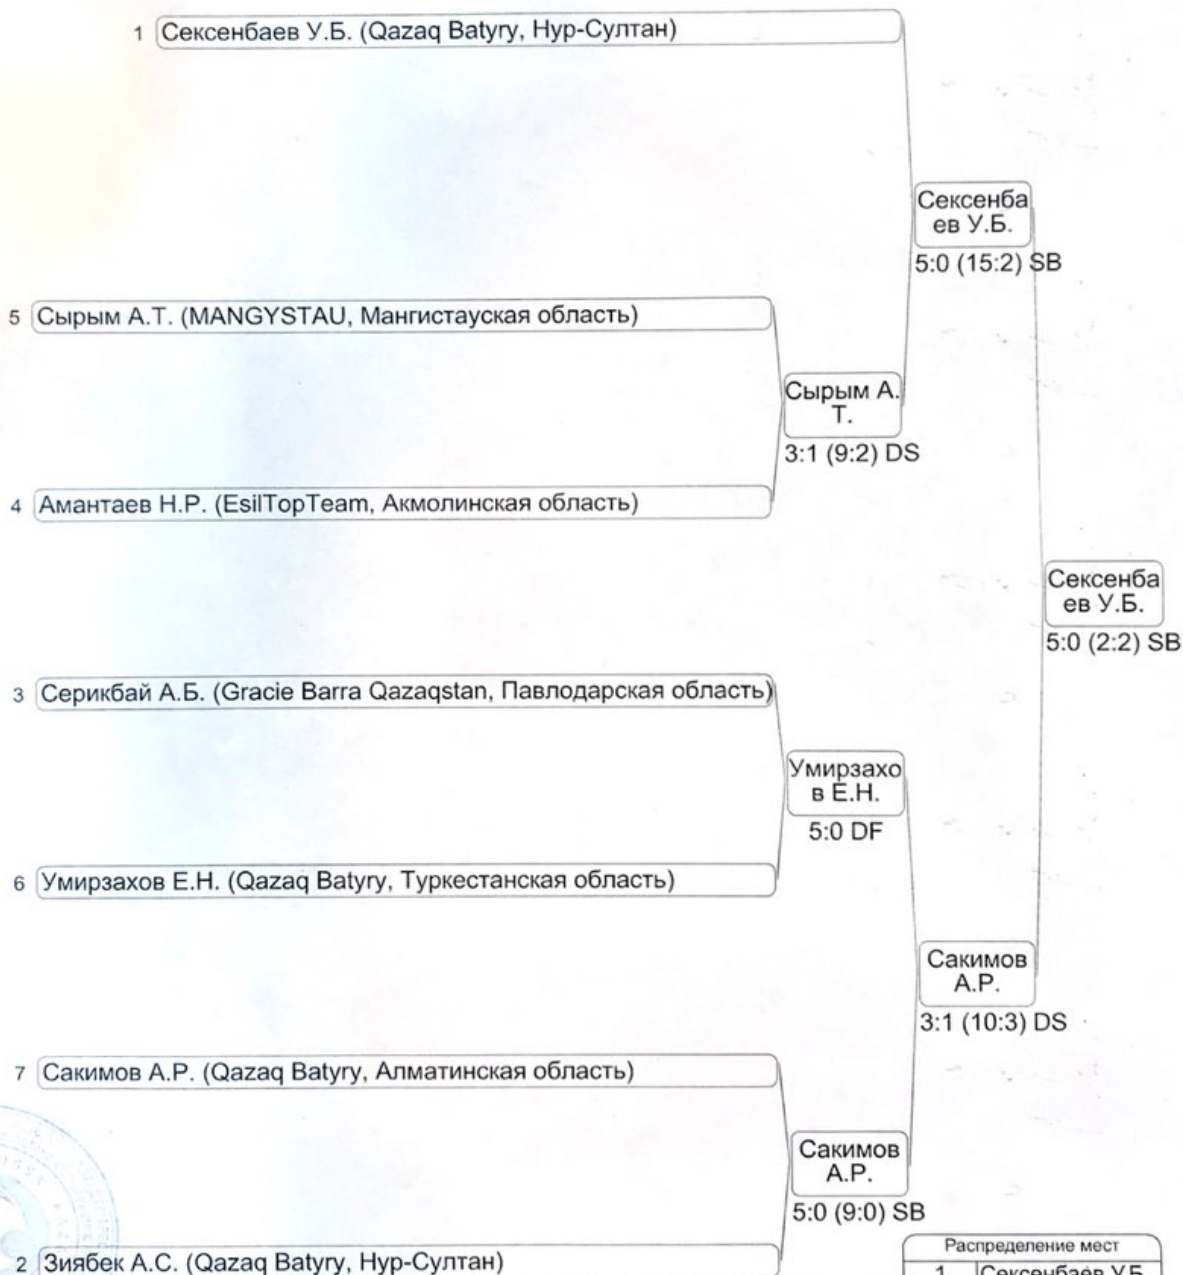 1 Сексенбаев У.Б. (Qazaq Batyry, Нур-Султан)
Сексенба
ев У.Б.
5:0 (15:2) SB
5 Сырым А.Т. (MANGYSTAU, Мангистауская область)
Сырым А.
Т.
3:1 (9:2) DS
4 Амантаев Н.Р. (EsilTopTeam, Акмолинская область)
Сексенба
ев У.Б.
5:0 (2:2) SB
3 Серикбай А.Б. (Gracie Barra Qazaqstan, Павлодарская область)
Умирзахо
в Е.Н.
5:0 DF
6 Умирзахов Е.Н. (Qazaq Batyry, Туркестанская область)
Сакимов
А.Р.
3:1 (10:3) DS
7 Сакимов А.Р. (Qazaq Batyry, Алматинская область)
Сакимов
А.Р.
5:0 (9:0) SB
2 Зиябек А.С. (Qazaq Batyry, Нур-Султан)
Распределение мест
1 Сексенбаев У.Б.